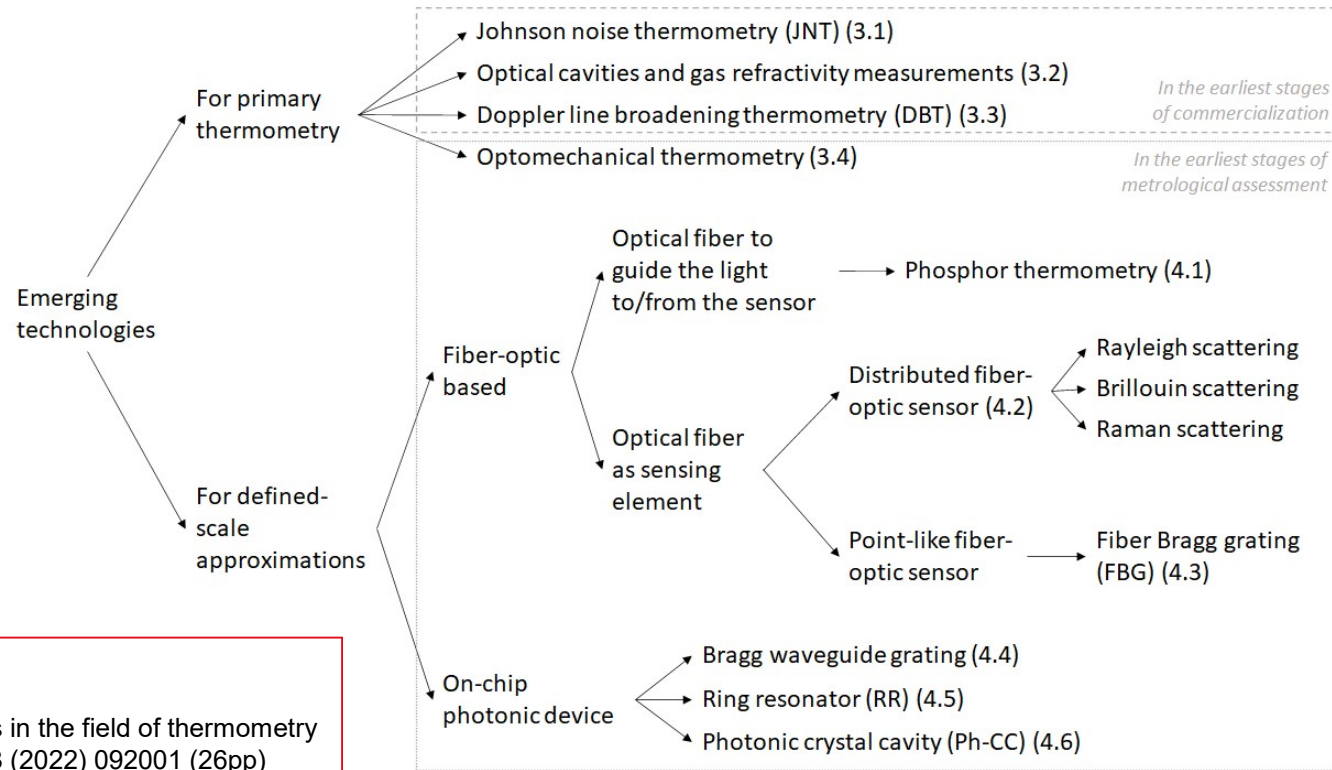 Johnson noise thermometry (JNT) (3.1)
Optical cavities and gas refractivity measurements (3.2)
Doppler line broadening thermometry (DBT) (3.3)
In the earliest stages
of commercialization
For primary
thermometry
Optomechanical thermometry (3.4)
In the earliest stages of
metrological assessment
Emerging
technologies
Optical fiber to
guide the light
to/from the sensor
Phosphor thermometry (4.1)
Fiber-optic
based
Distributed fiber-
optic sensor (4.2)
Rayleigh scattering
Brillouin scattering
Raman scattering
Optical fiber
as sensing
element
For defined-
scale
approximations
Point-like fiber-
optic sensor
Fiber Bragg grating
(FBG) (4.3)
On-chip
photonic device
Bragg waveguide grating (4.4)
Ring resonator (RR) (4.5)
Photonic crystal cavity (Ph-CC) (4.6)
in the field of thermometry
(2022) 092001 (26pp)